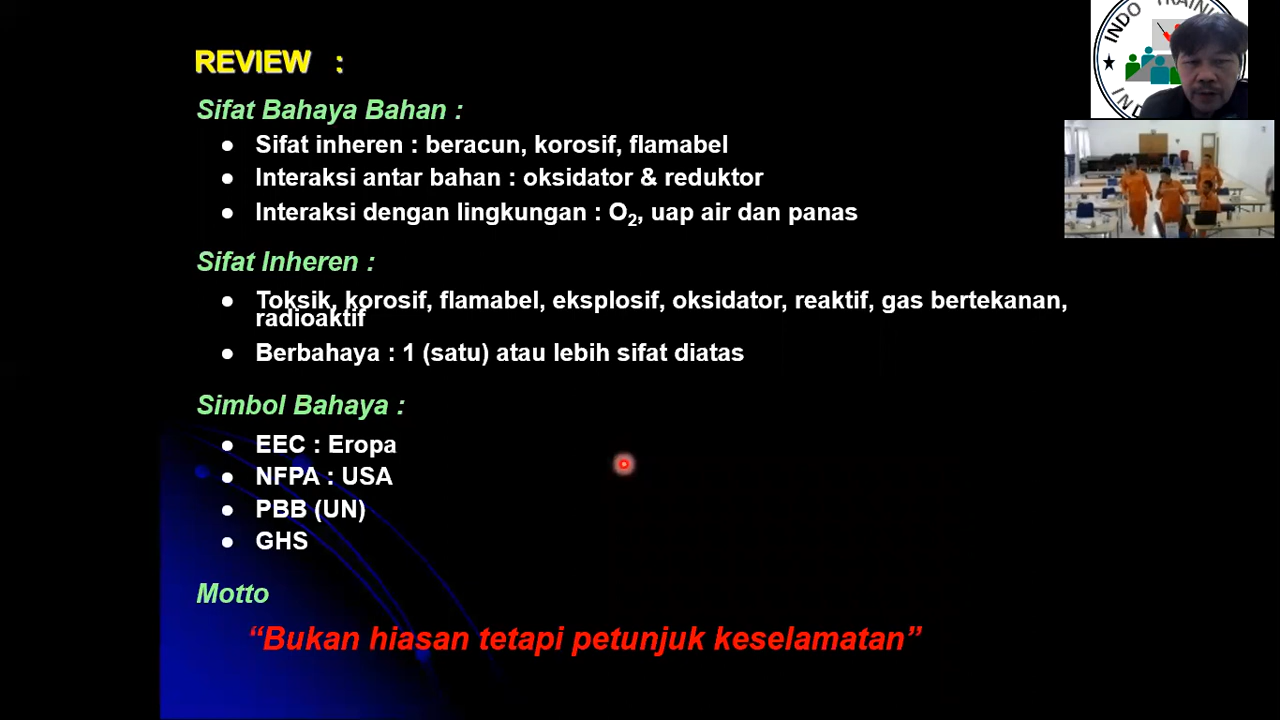 REVIEW :
Sifat Bahaya Bahan :
● Sifat inheren : beracun, korosif, flamabel
● Interaksi antar bahan : oksidator & reduktor
● Interaksi dengan lingkungan : O₂, uap air dan panas
Sifat Inheren :
● Toksik, korosif, flamabel, eksplosif, oksidator, reaktif, gas bertekanan,
radioaktif
● Berbahaya : 1 (satu) atau lebih sifat diatas
Simbol Bahaya :
● EEC : Eropa
● NFPA : USA
● PBB (UN)
● GHS
Motto
“Bukan hiasan tetapi petunjuk keselamatan”
INDO